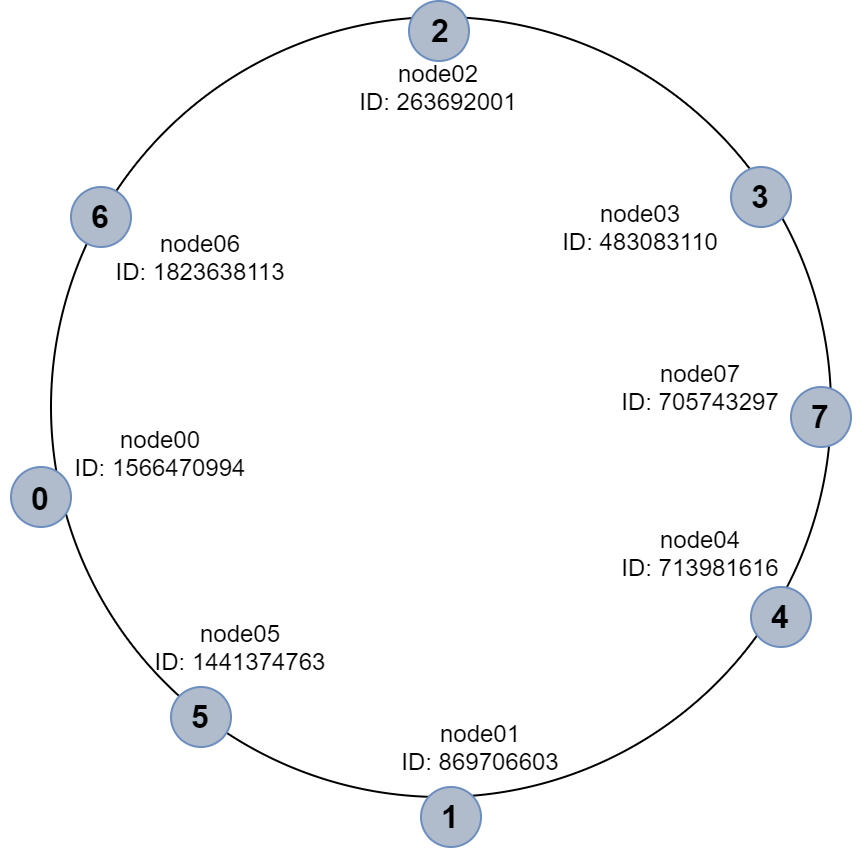 2
node02
ID: 263692001
3
node03
ID: 483083110
6
node06
ID: 1823638113
7
node07
ID: 705743297
0
node00
ID: 1566470994
4
node04
ID: 713981616
5
node05
ID: 1441374763
1
node01
ID: 869706603